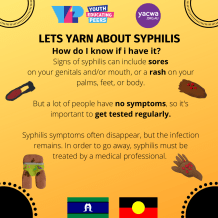 YOUTH
EDUCATING
PEERS
yacwa
LETS YARN ABOUT SYPHILIS
How do I know if i have it?
Signs of syphilis can include sores
on your genitals and/or mouth, or a rash on your
palms, feet, or body.
But a lot of people have no symptoms, so it's
important to get tested regularly.
Syphilis symptoms often disappear, but the infection
remains. In order to go away, syphilis must be
treated by a medical professional.